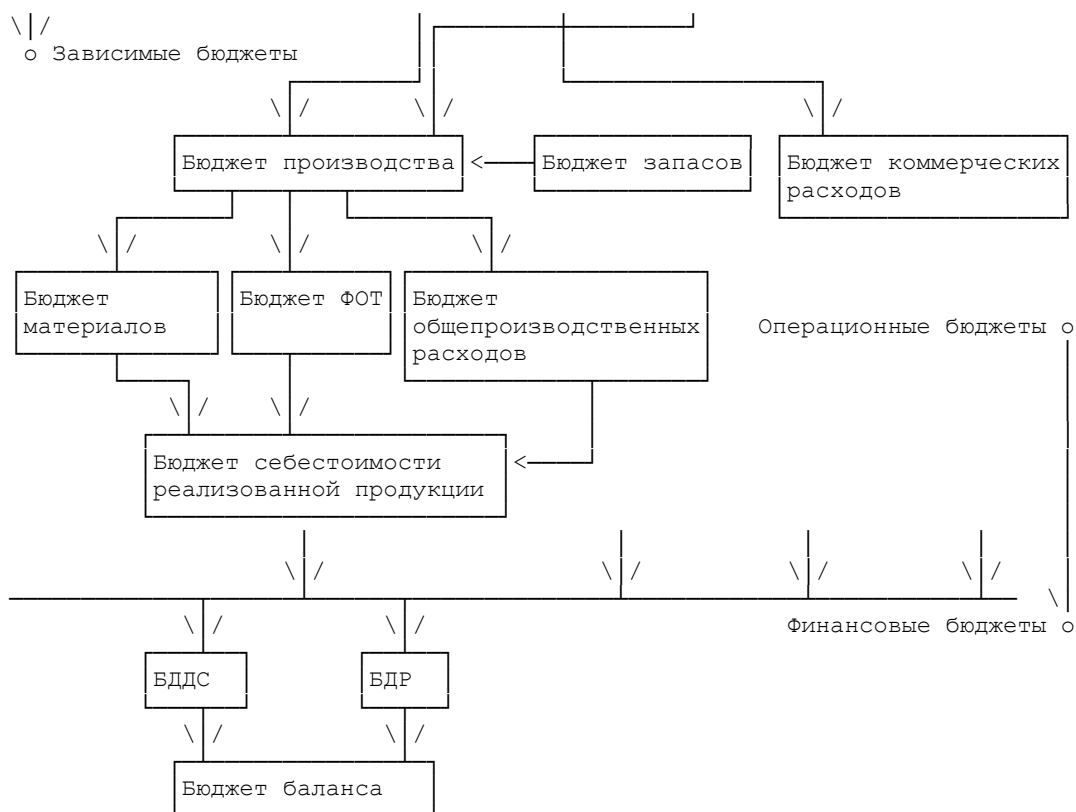 о Зависимые бюджеты
Бюджет производства
Бюджет запасов
Бюджет коммерческих
расходов
Бюджет
материалов
Бюджет ФОТ
Бюджет
общепроизводственных
расходов
Операционные бюджеты о
Бюджет себестоимости
реализованной продукции
Финансовые бюджеты о
БДДС
БДР
Бюджет баланса